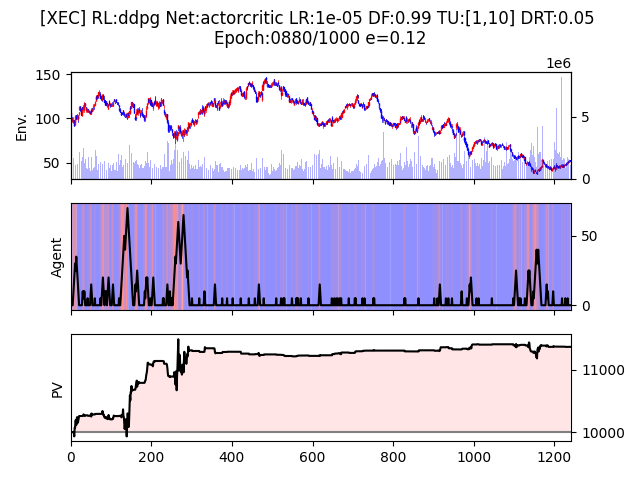 [XEC] RL:ddpg Net:actorcritic LR:1e-05 DF:0.99 TU:[1,10] DRT:0.05
Epoch:0880/1000 e=0.12
1e6
150
100
50
Env.
5
0
Agent
50
0
PV
11000
10000
0
200
400
600
800
1000
1200